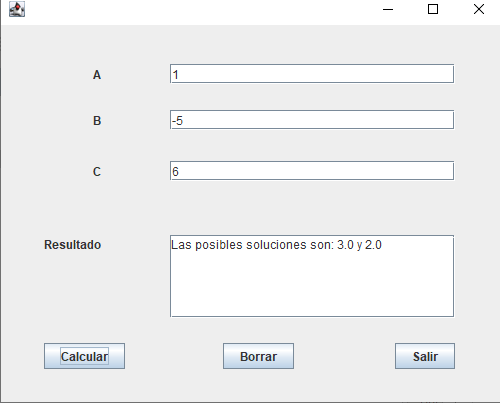 A 1
B -5
C 6
Resultado Las posibles soluciones son: 3.0 y 2.0
Calcular Borrar Salir